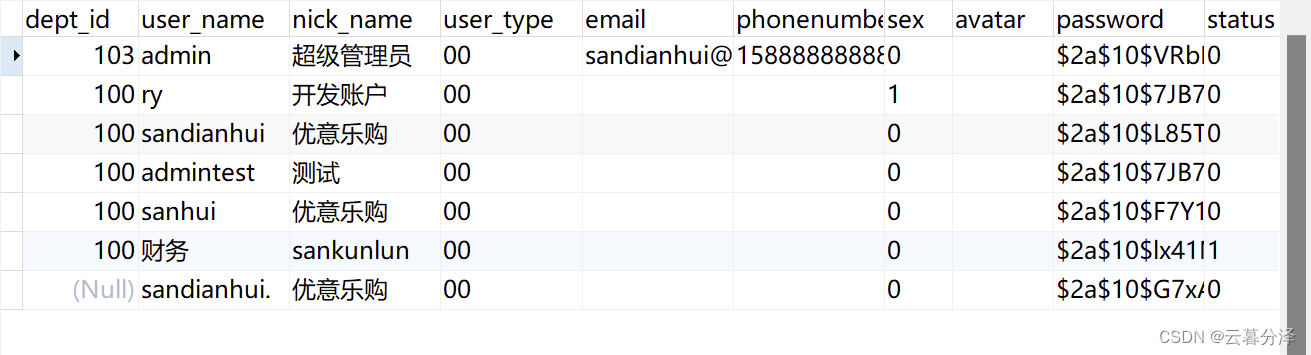 dept_id user_name nick_name user_type email phonenumbe sex avatar password status
103 admin 超级管理员 00 sandianhui@ 15888888888 0 $2a$10$VRbI 0
100 ry 开发账户 00 1 $2a$10$7JB7 0
100 sandianhui 优意乐购 00 0 $2a$10$L85T 0
100 admintest 测试 00 0 $2a$10$7JB7 0
100 sanhui 优意乐购 00 0 $2a$10$F7Y1 0
100 财务 sankunlun 00 0 $2a$10$lx41 1
(Null) sandianhui. 优意乐购 00 0 $2a$10$G7xA 0
CSDN @云暮分泽